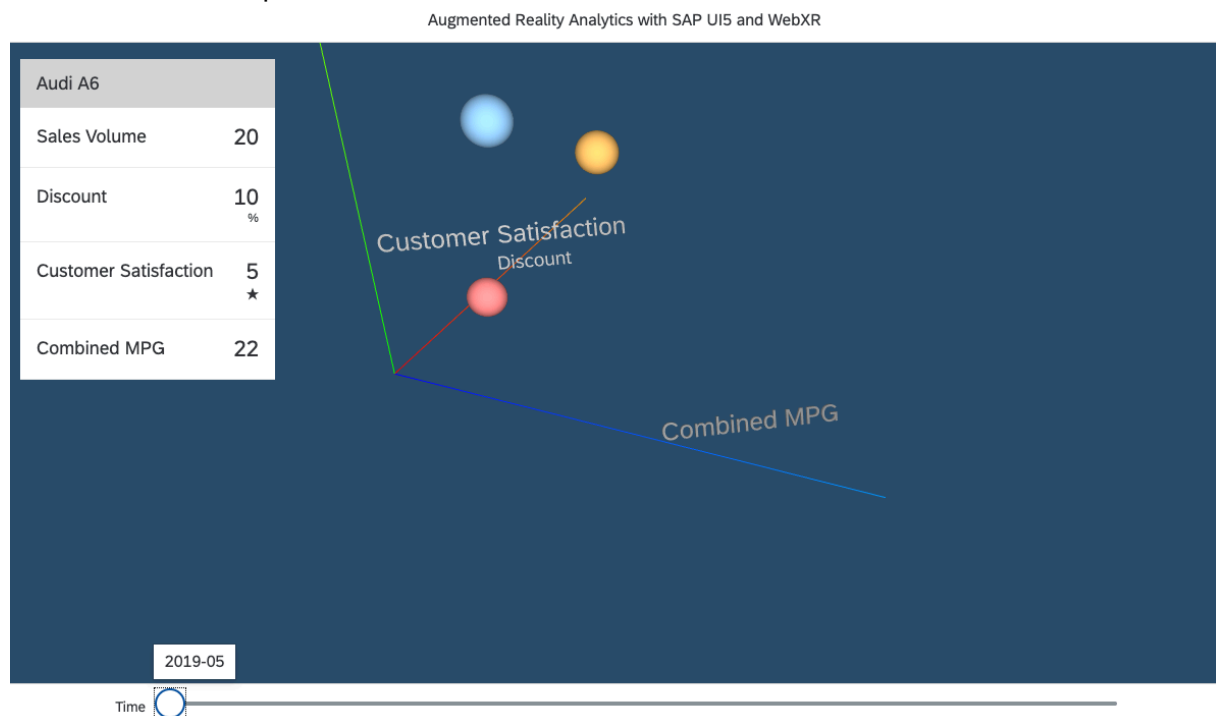 Augmented Reality Analytics with SAP UI5 and WebXR
Audi A6
Sales Volume 20
Discount 10
%
Customer Satisfaction 5
★
Combined MPG 22
Customer Satisfaction
Discount
Combined MPG
2019-05
Time